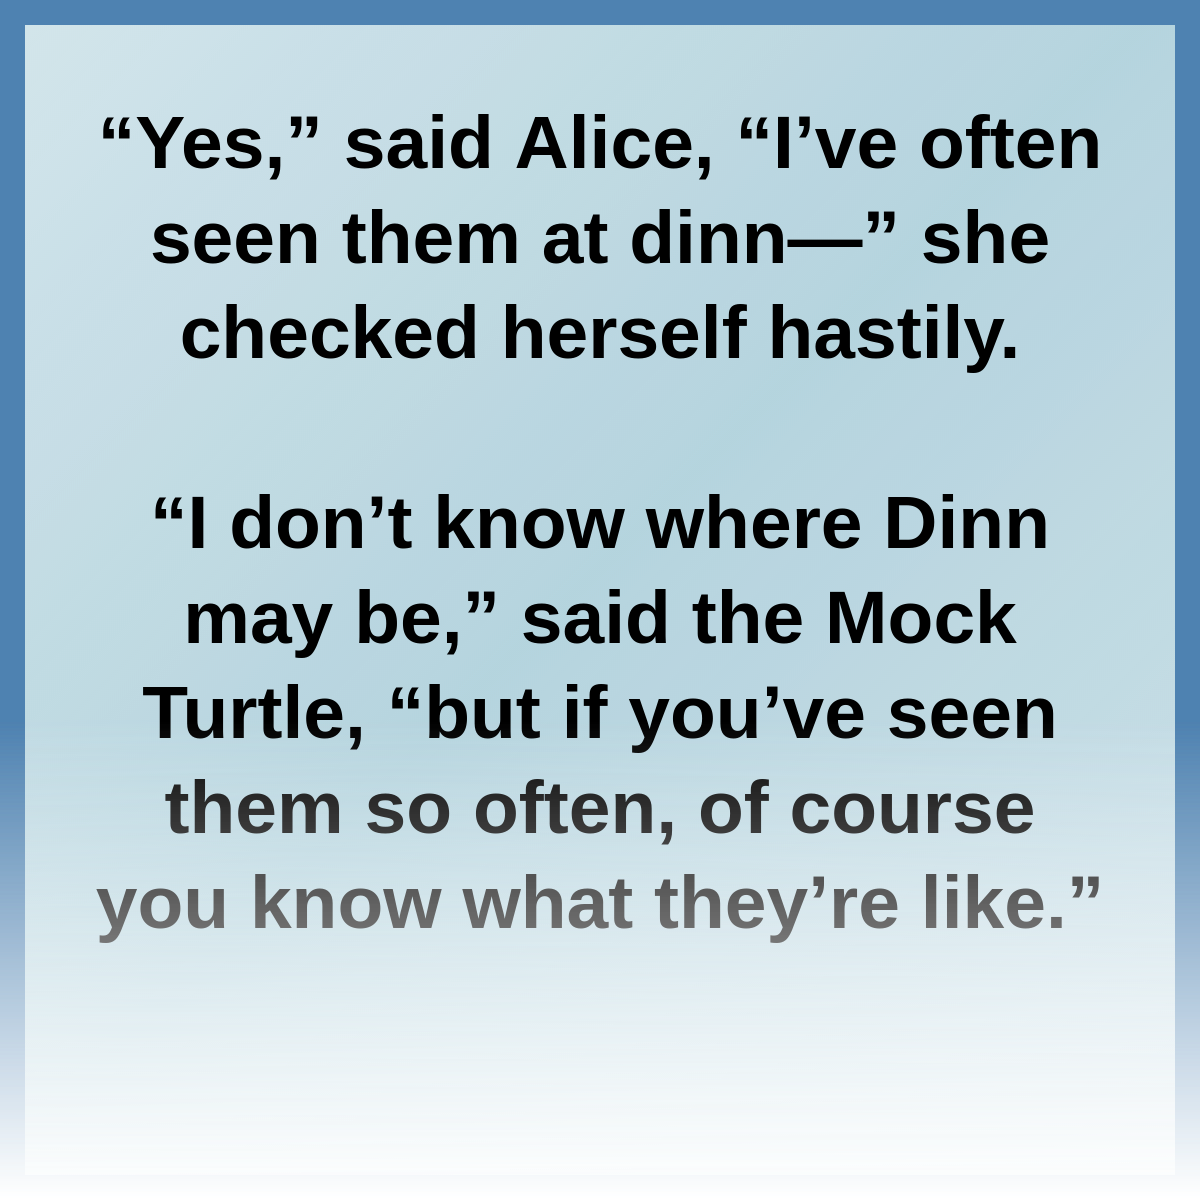 “Yes,” said Alice, “I’ve often
seen them at dinn—” she
checked herself hastily.
“I don’t know where Dinn
may be,” said the Mock
Turtle, “but if you’ve seen
them so often, of course
you know what they’re like.”